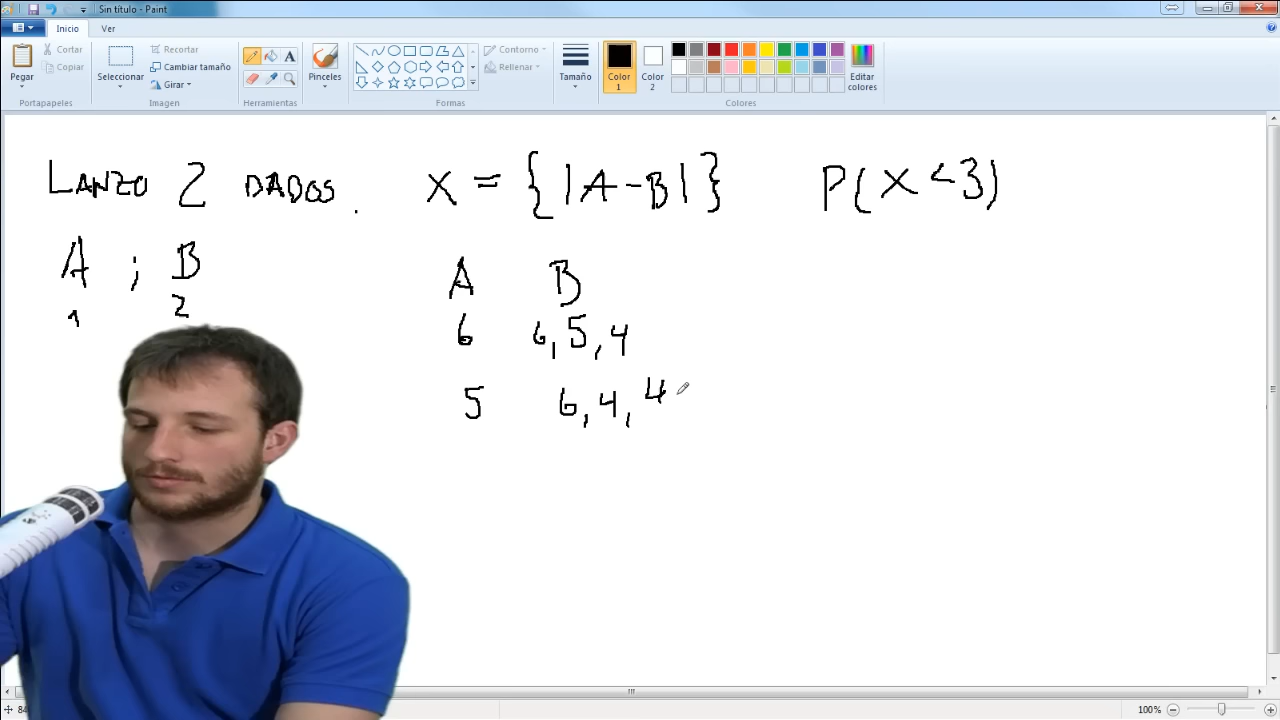 Sin título - Paint
Inicio Ver
Pegar
Cortar
Copiar
Portapapeles
Seleccionar
Recortar
Cambiar tamaño
Girar
Imagen
A
Herramientas
Pinceles
Contorno
Rellenar
Formas
Tamaño
Color 1
Color 2
Editar colores
Colores
LANZO 2 DADOS. X = {|A-B|} P(X<3)
A ; B
1 2
A B
6 6,5,4
5 6,4,4
84
100%